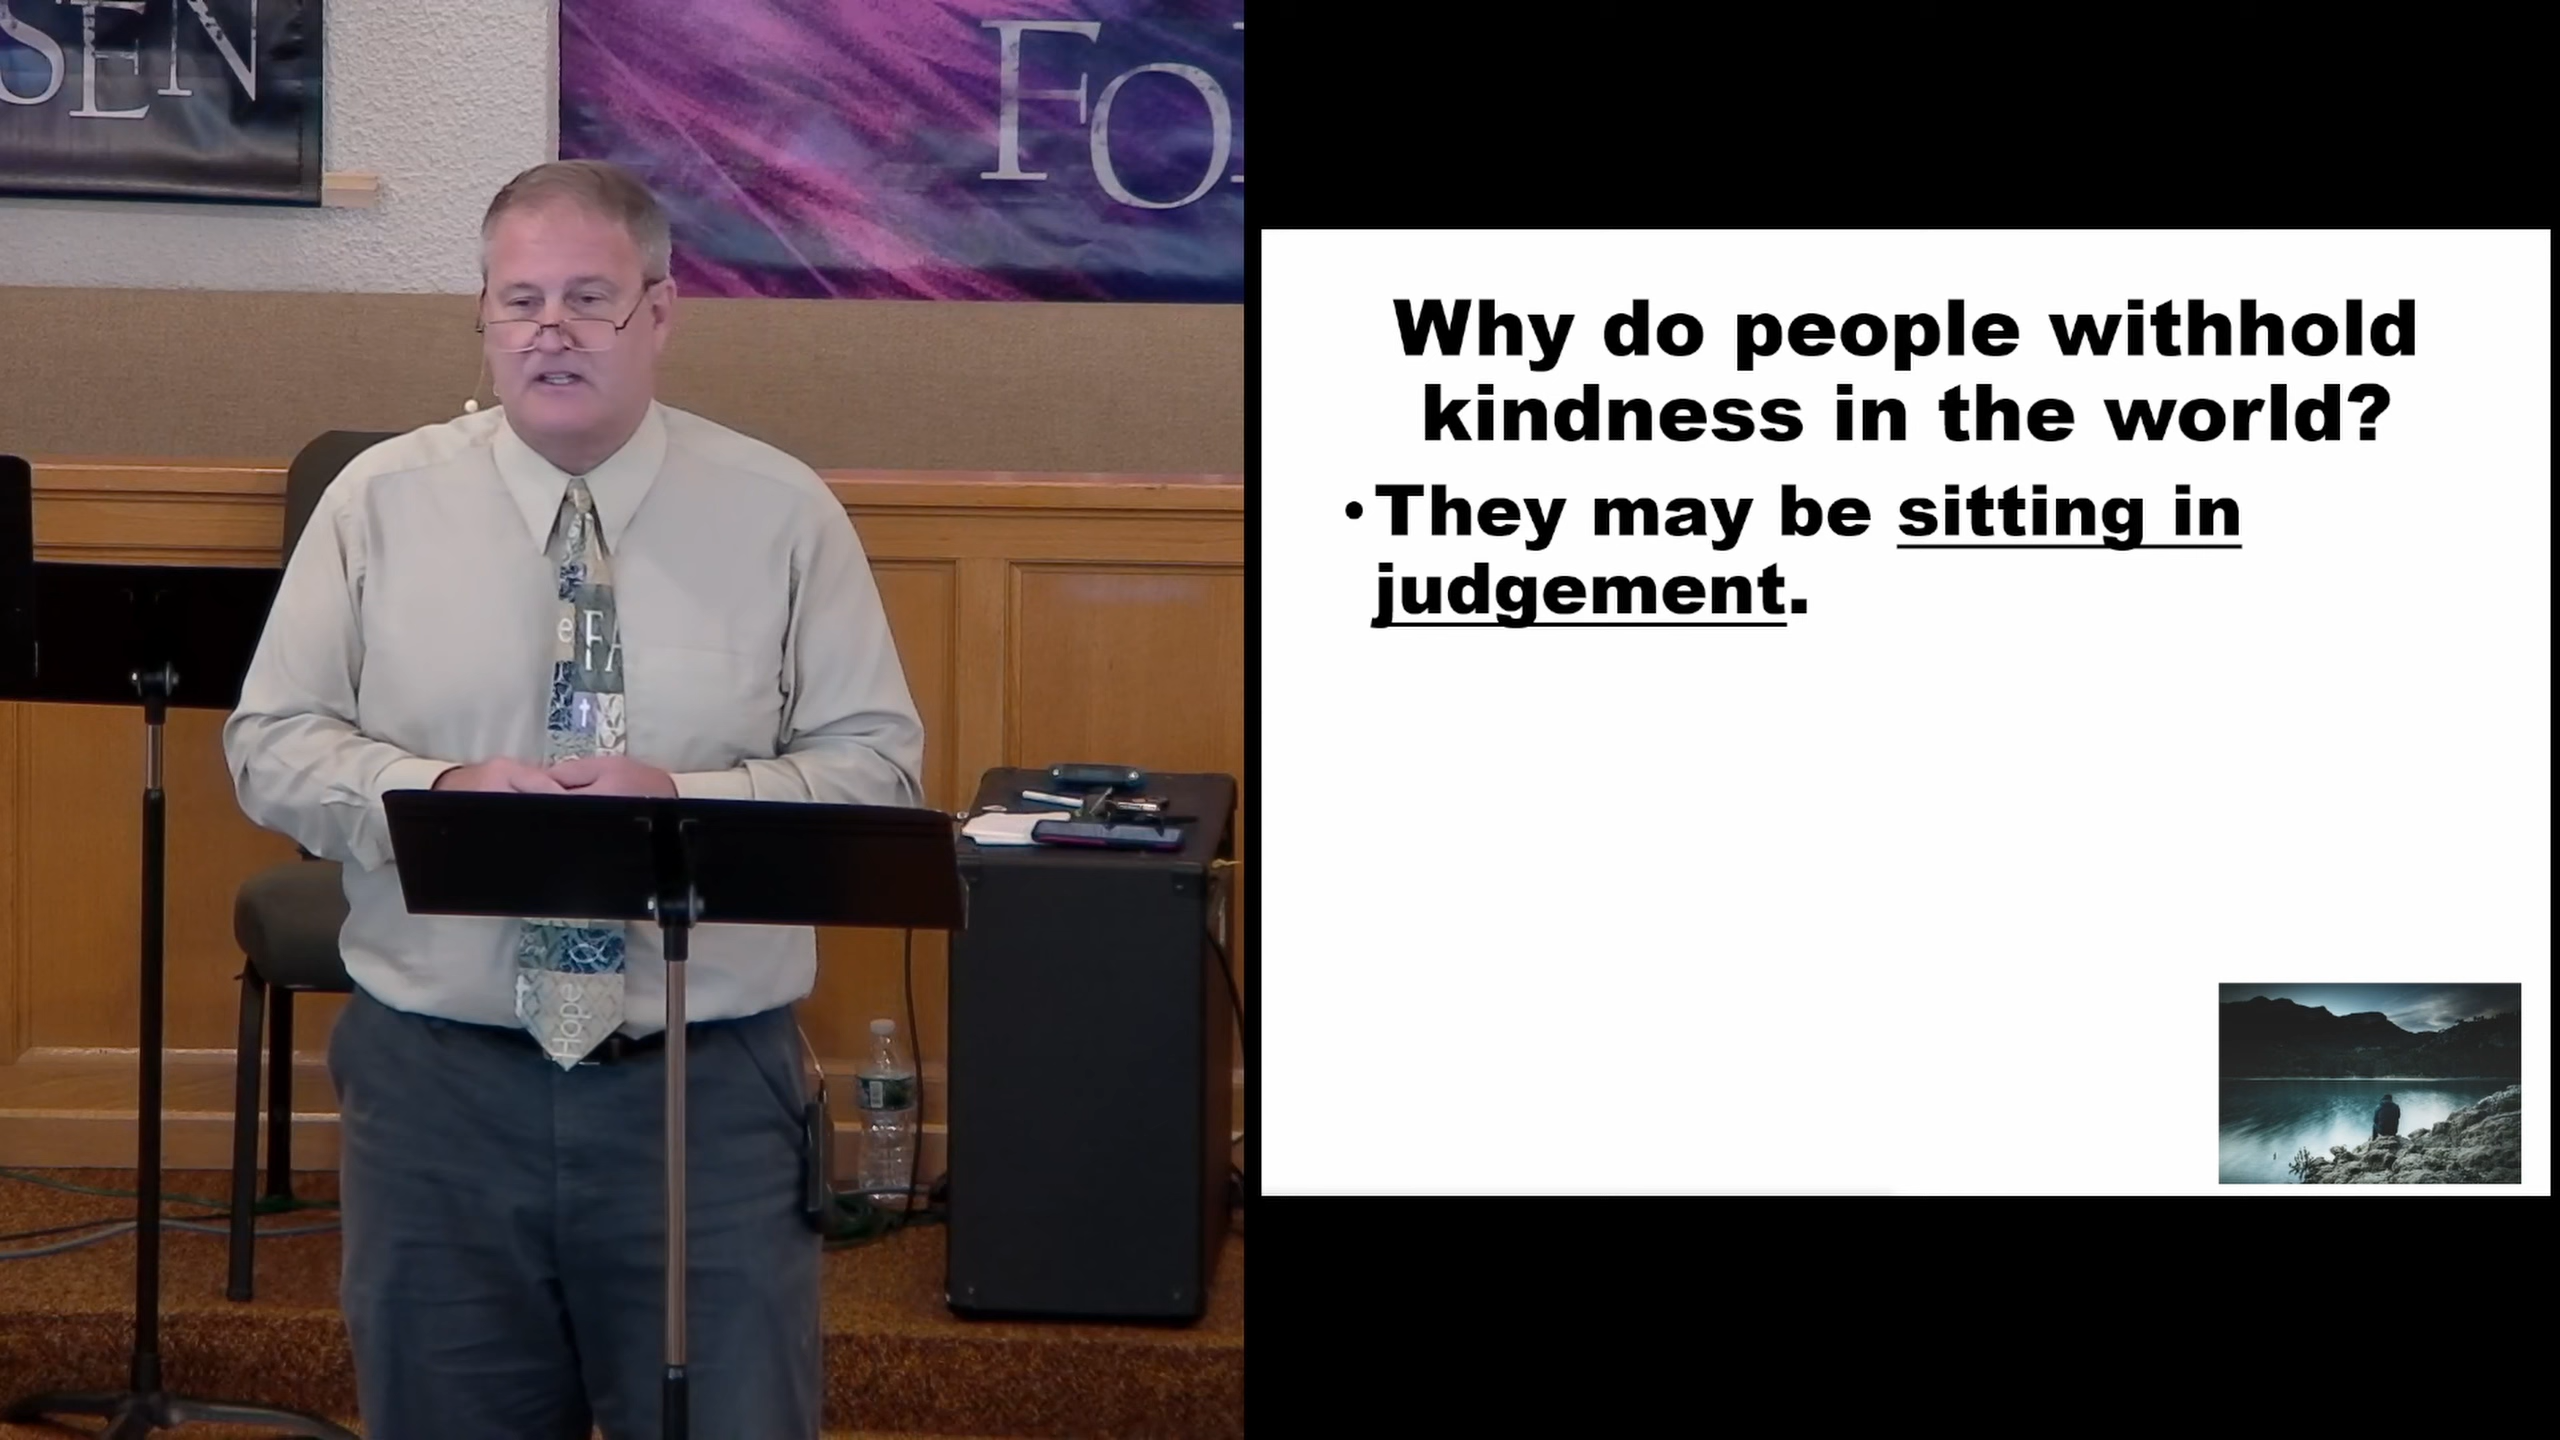 SEN
FO
FA
Hope
Why do people withhold
kindness in the world?
• They may be sitting in
judgement.